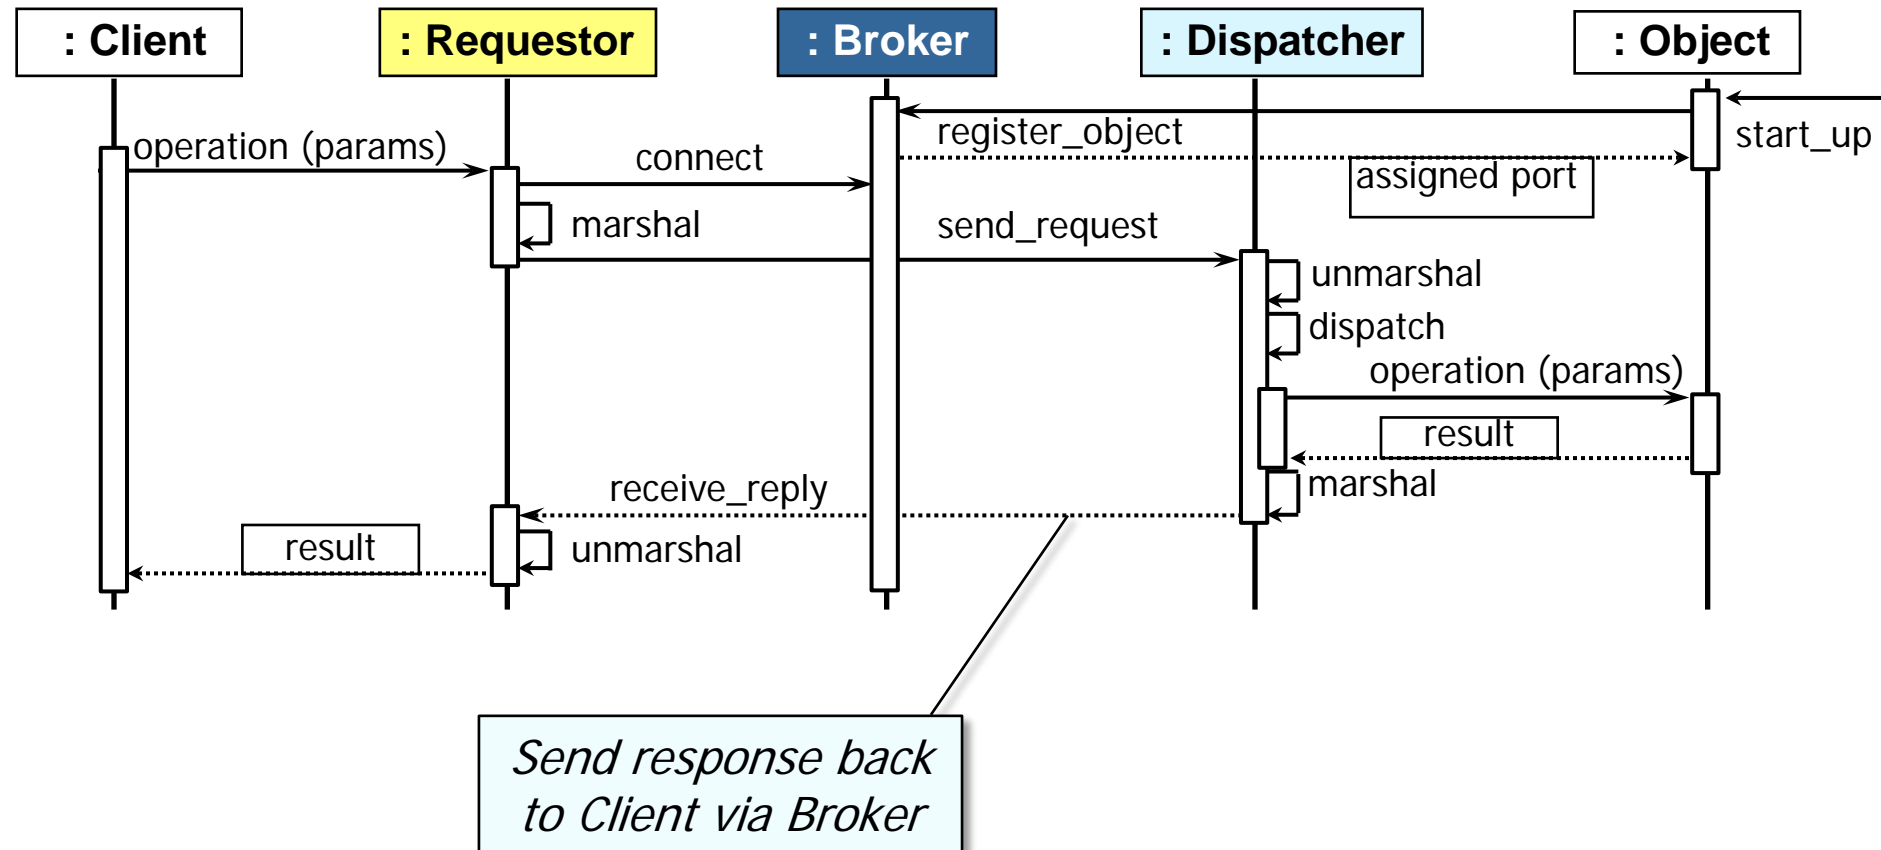 : Client
: Requestor
: Broker
: Dispatcher
: Object
register_object
start_up
operation (params)
connect
assigned port
marshal
send_request
unmarshal
dispatch
operation (params)
result
marshal
receive_reply
result
unmarshal
Send response back
to Client via Broker